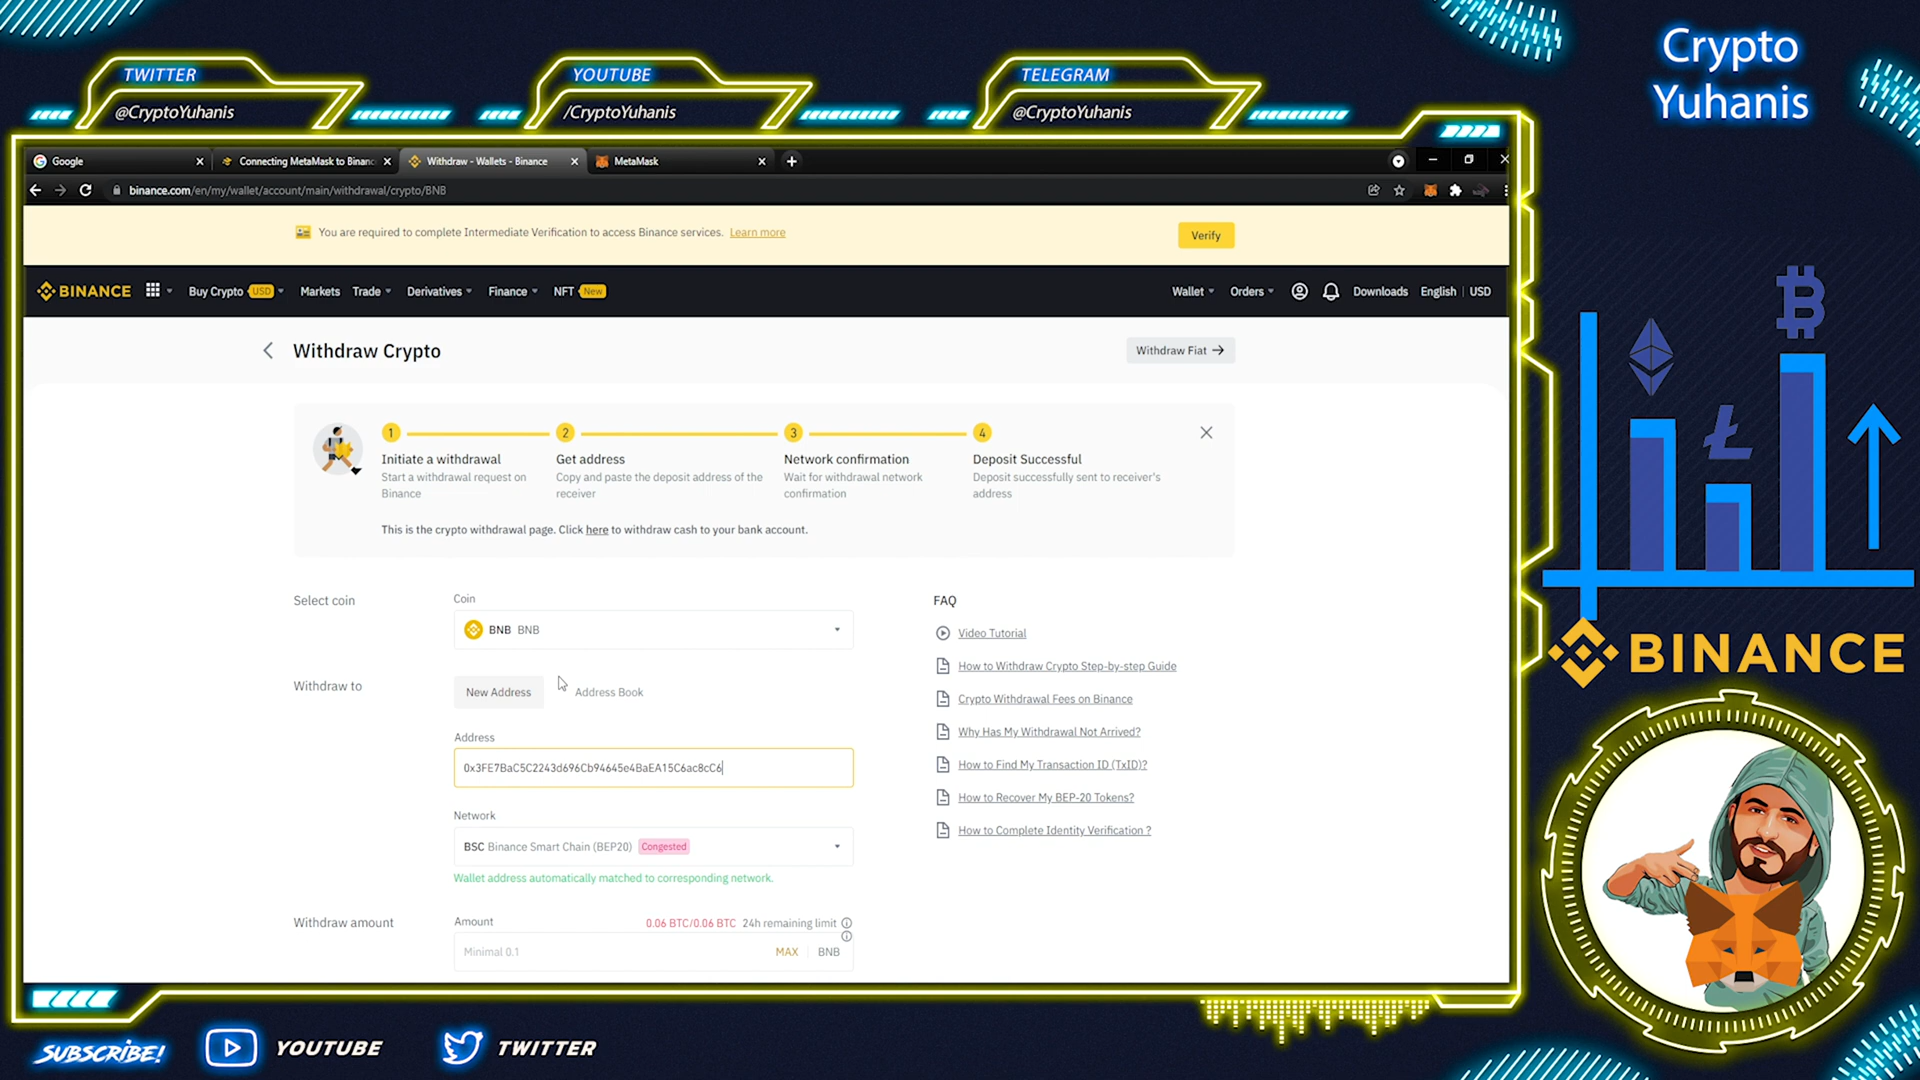 Crypto
Yuhanis
TWITTER
@CryptoYuhanis
YOUTUBE
/CryptoYuhanis
TELEGRAM
@CryptoYuhanis
Google
Connecting MetaMask to Binanc
Withdraw - Wallets - Binance
MetaMask
binance.com/en/my/wallet/account/main/withdrawal/crypto/BNB
You are required to complete Intermediate Verification to access Binance services. Learn more
Verify
BINANCE
Buy Crypto USD
Markets
Trade
Derivatives
Finance
NFT New
Wallet
Orders
Downloads
English | USD
Withdraw Crypto
Withdraw Fiat →
1
Initiate a withdrawal
Start a withdrawal request on
Binance
2
Get address
Copy and paste the deposit address of the
receiver
3
Network confirmation
Wait for withdrawal network
confirmation
4
Deposit Successful
Deposit successfully sent to receiver's
address
This is the crypto withdrawal page. Click here to withdraw cash to your bank account.
Select coin
Coin
BNB BNB
Withdraw to
New Address
Address Book
Address
0x3FE7BaC5C2243d696Cb94645e4BaEA15C6ac8cC6
Network
BSC Binance Smart Chain (BEP20) Congested
Wallet address automatically matched to corresponding network.
Withdraw amount
Amount
0.06 BTC/0.06 BTC 24h remaining limit
Minimal 0.1
MAX | BNB
FAQ
Video Tutorial
How to Withdraw Crypto Step-by-step Guide
Crypto Withdrawal Fees on Binance
Why Has My Withdrawal Not Arrived?
How to Find My Transaction ID (TxID)?
How to Recover My BEP-20 Tokens?
How to Complete Identity Verification ?
BINANCE
SUBSCRIBE!
YOUTUBE
TWITTER